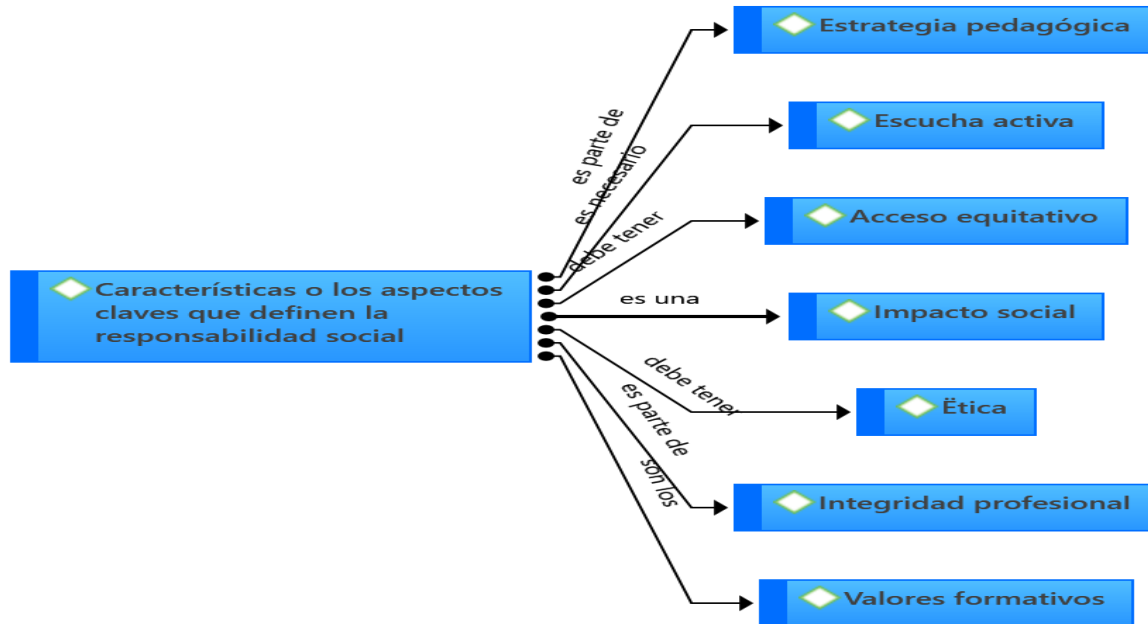 Estrategia pedagógica
es parte de
Escucha activa
es necesario
Acceso equitativo
debe tener
Características o los aspectos
claves que definen la
responsabilidad social
es una
Impacto social
debe tener
Ëtica
es parte de
Integridad profesional
son los
Valores formativos